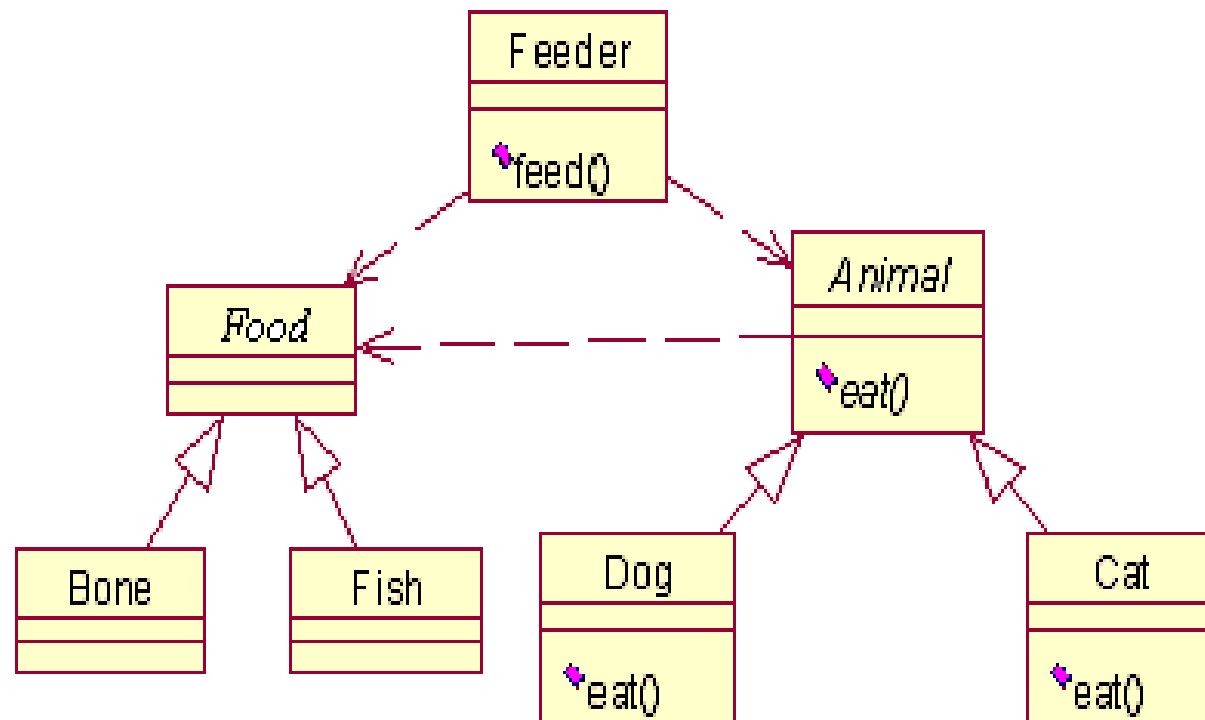 Feeder
feed()
Animal
eat()
Food
Bone
Fish
Dog
eat()
Cat
eat()